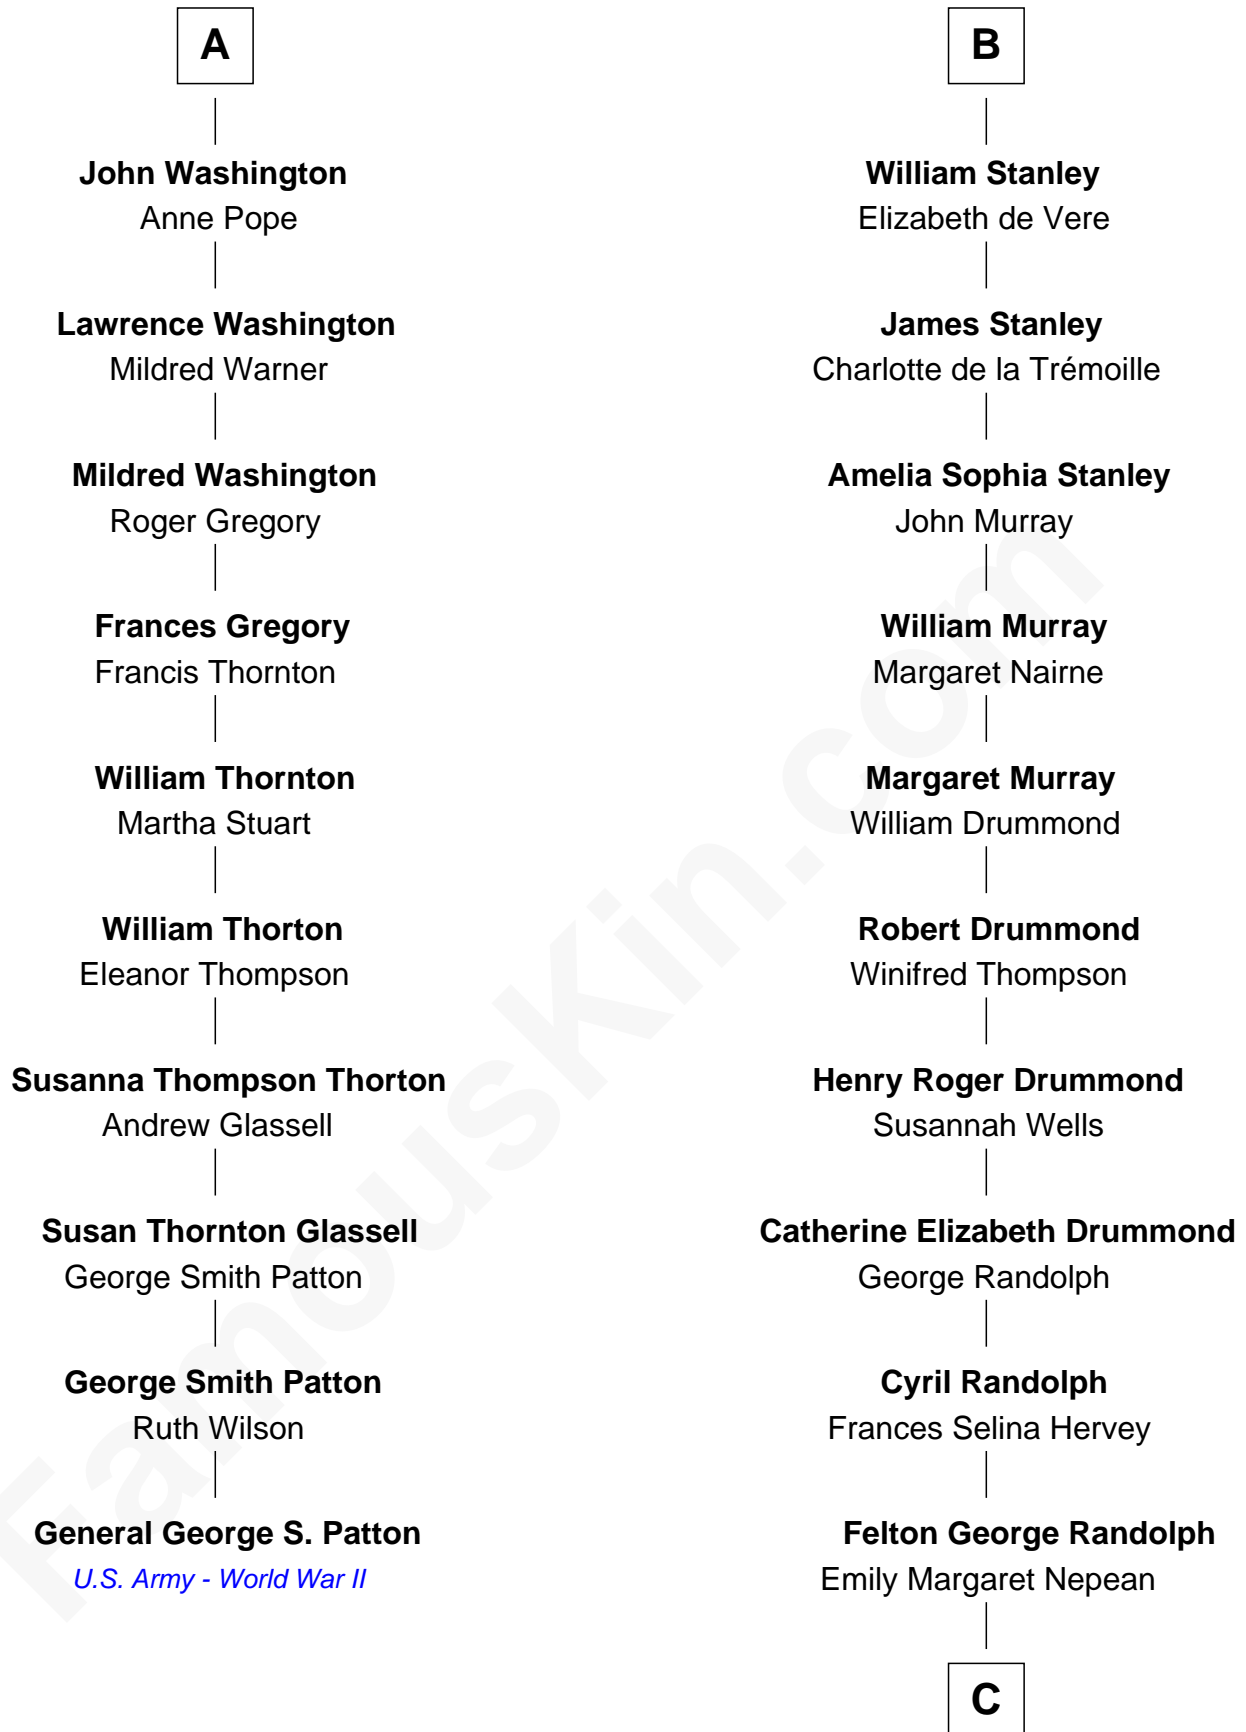 A
John Washington
Anne Pope
Lawrence Washington
Mildred Warner
Mildred Washington
Roger Gregory
Frances Gregory
Francis Thornton
William Thornton
Martha Stuart
William Thorton
Eleanor Thompson
Susanna Thompson Thorton
Andrew Glassell
Susan Thornton Glassell
George Smith Patton
George Smith Patton
Ruth Wilson
General George S. Patton
U.S. Army - World War II
B
William Stanley
Elizabeth de Vere
James Stanley
Charlotte de la Trémoille
Amelia Sophia Stanley
John Murray
William Murray
Margaret Nairne
Margaret Murray
William Drummond
Robert Drummond
Winifred Thompson
Henry Roger Drummond
Susannah Wells
Catherine Elizabeth Drummond
George Randolph
Cyril Randolph
Frances Selina Hervey
Felton George Randolph
Emily Margaret Nepean
C
FamousKin.com